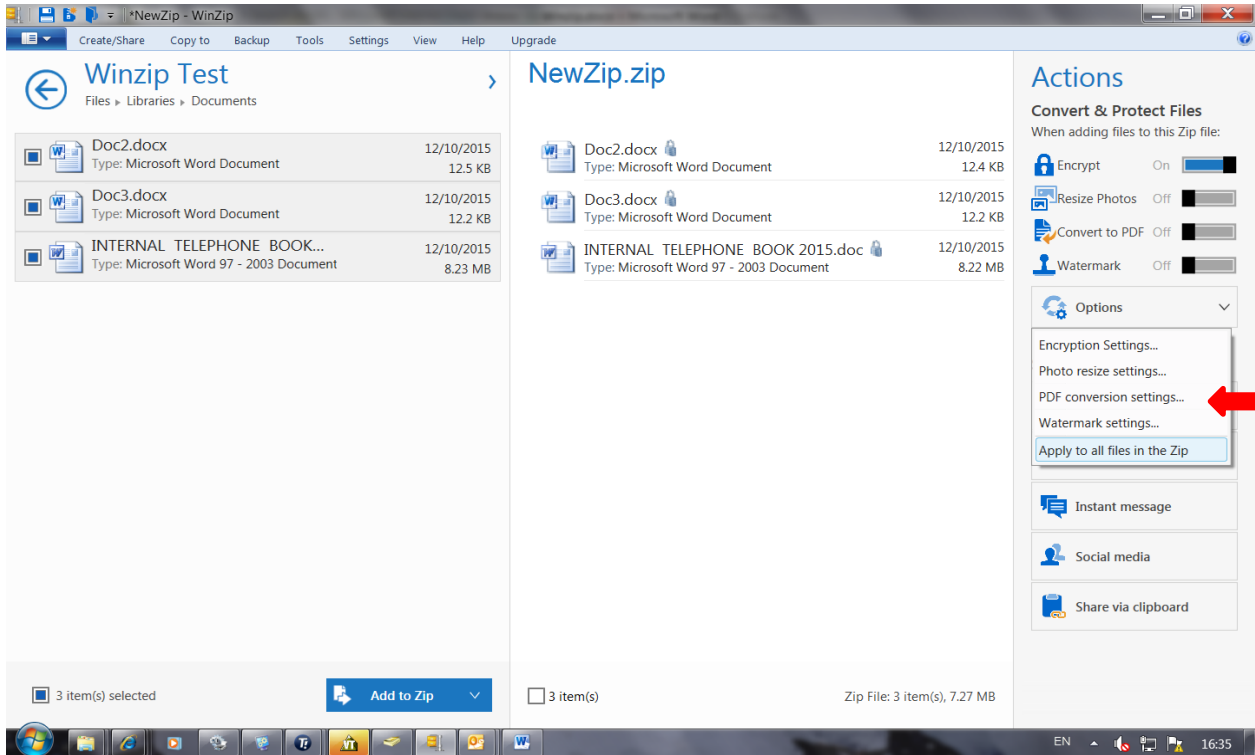 *NewZip - WinZip
Create/Share Copy to Backup Tools Settings View Help Upgrade
Winzip Test
Files ▸ Libraries ▸ Documents
Doc2.docx 12/10/2015
Type: Microsoft Word Document 12.5 KB
Doc3.docx 12/10/2015
Type: Microsoft Word Document 12.2 KB
INTERNAL TELEPHONE BOOK... 12/10/2015
Type: Microsoft Word 97 - 2003 Document 8.23 MB
3 item(s) selected
Add to Zip
NewZip.zip
Doc2.docx 12/10/2015
Type: Microsoft Word Document 12.4 KB
Doc3.docx 12/10/2015
Type: Microsoft Word Document 12.2 KB
INTERNAL TELEPHONE BOOK 2015.doc 12/10/2015
Type: Microsoft Word 97 - 2003 Document 8.22 MB
3 item(s)
Zip File: 3 item(s), 7.27 MB
Actions
Convert & Protect Files
When adding files to this Zip file:
Encrypt On
Resize Photos Off
Convert to PDF Off
Watermark Off
Options
Encryption Settings...
Photo resize settings...
PDF conversion settings...
Watermark settings...
Apply to all files in the Zip
Instant message
Social media
Share via clipboard
EN 16:35